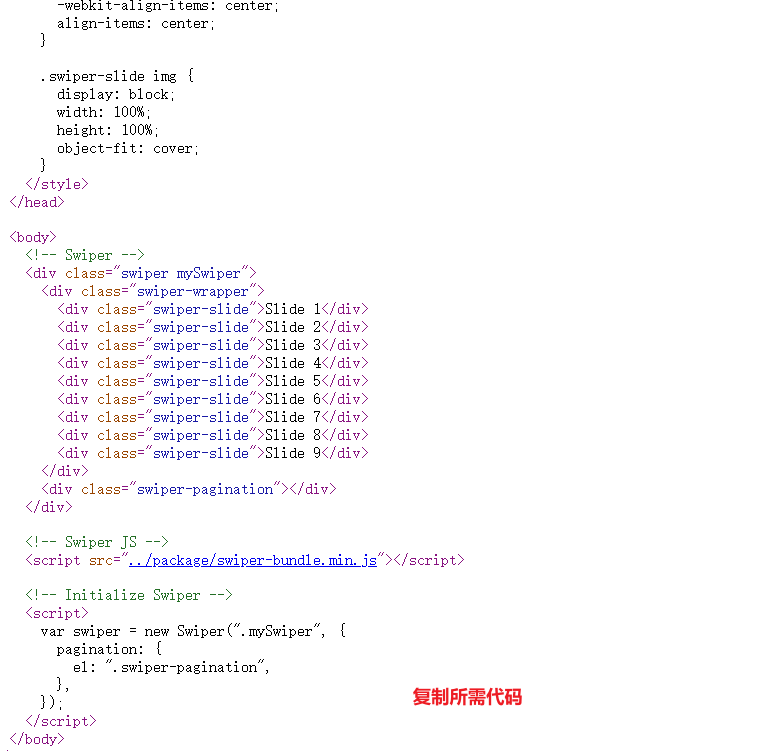 -webkit-align-items: center;
      align-items: center;
    }

    .swiper-slide img {
      display: block;
      width: 100%;
      height: 100%;
      object-fit: cover;
    }
  </style>
</head>

<body>
  <!-- Swiper -->
  <div class="swiper mySwiper">
    <div class="swiper-wrapper">
      <div class="swiper-slide">Slide 1</div>
      <div class="swiper-slide">Slide 2</div>
      <div class="swiper-slide">Slide 3</div>
      <div class="swiper-slide">Slide 4</div>
      <div class="swiper-slide">Slide 5</div>
      <div class="swiper-slide">Slide 6</div>
      <div class="swiper-slide">Slide 7</div>
      <div class="swiper-slide">Slide 8</div>
      <div class="swiper-slide">Slide 9</div>
    </div>
    <div class="swiper-pagination"></div>
  </div>

  <!-- Swiper JS -->
  <script src="../package/swiper-bundle.min.js"></script>

  <!-- Initialize Swiper -->
  <script>
    var swiper = new Swiper(".mySwiper", {
      pagination: {
        el: ".swiper-pagination",
      },
    });
复制所需代码
  </script>
</body>